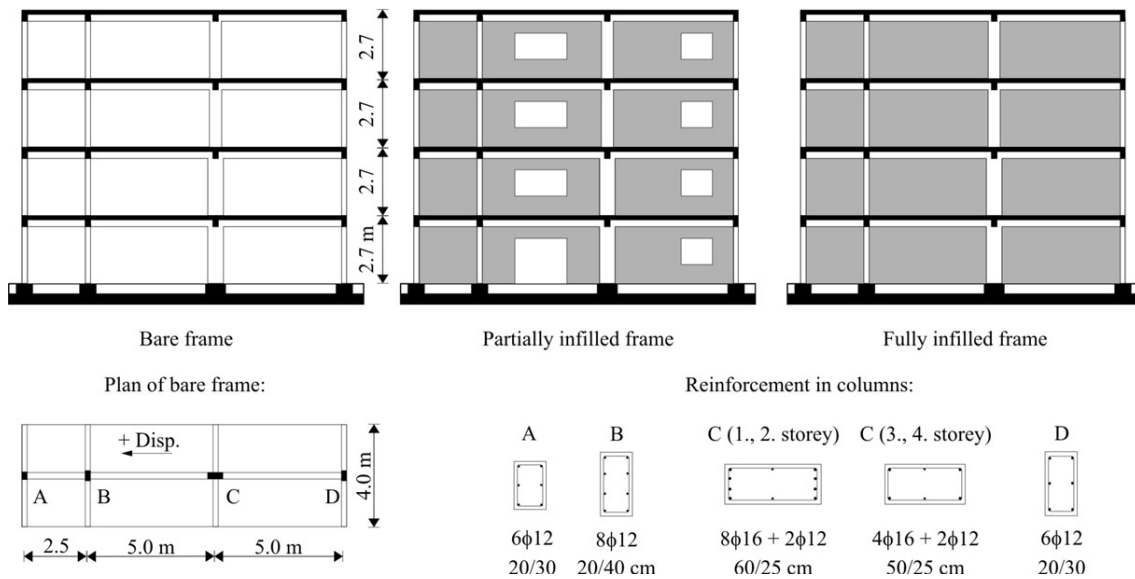 2.7
2.7
2.7
2.7 m
Bare frame
Partially infilled frame
Fully infilled frame
Plan of bare frame:
Reinforcement in columns:
+ Disp.
A
B
C
D
4.0 m
2.5
5.0 m
5.0 m
A
B
C (1., 2. storey)
C (3., 4. storey)
D
6ϕ12
8ϕ12
8ϕ16 + 2ϕ12
4ϕ16 + 2ϕ12
6ϕ12
20/30
20/40 cm
60/25 cm
50/25 cm
20/30